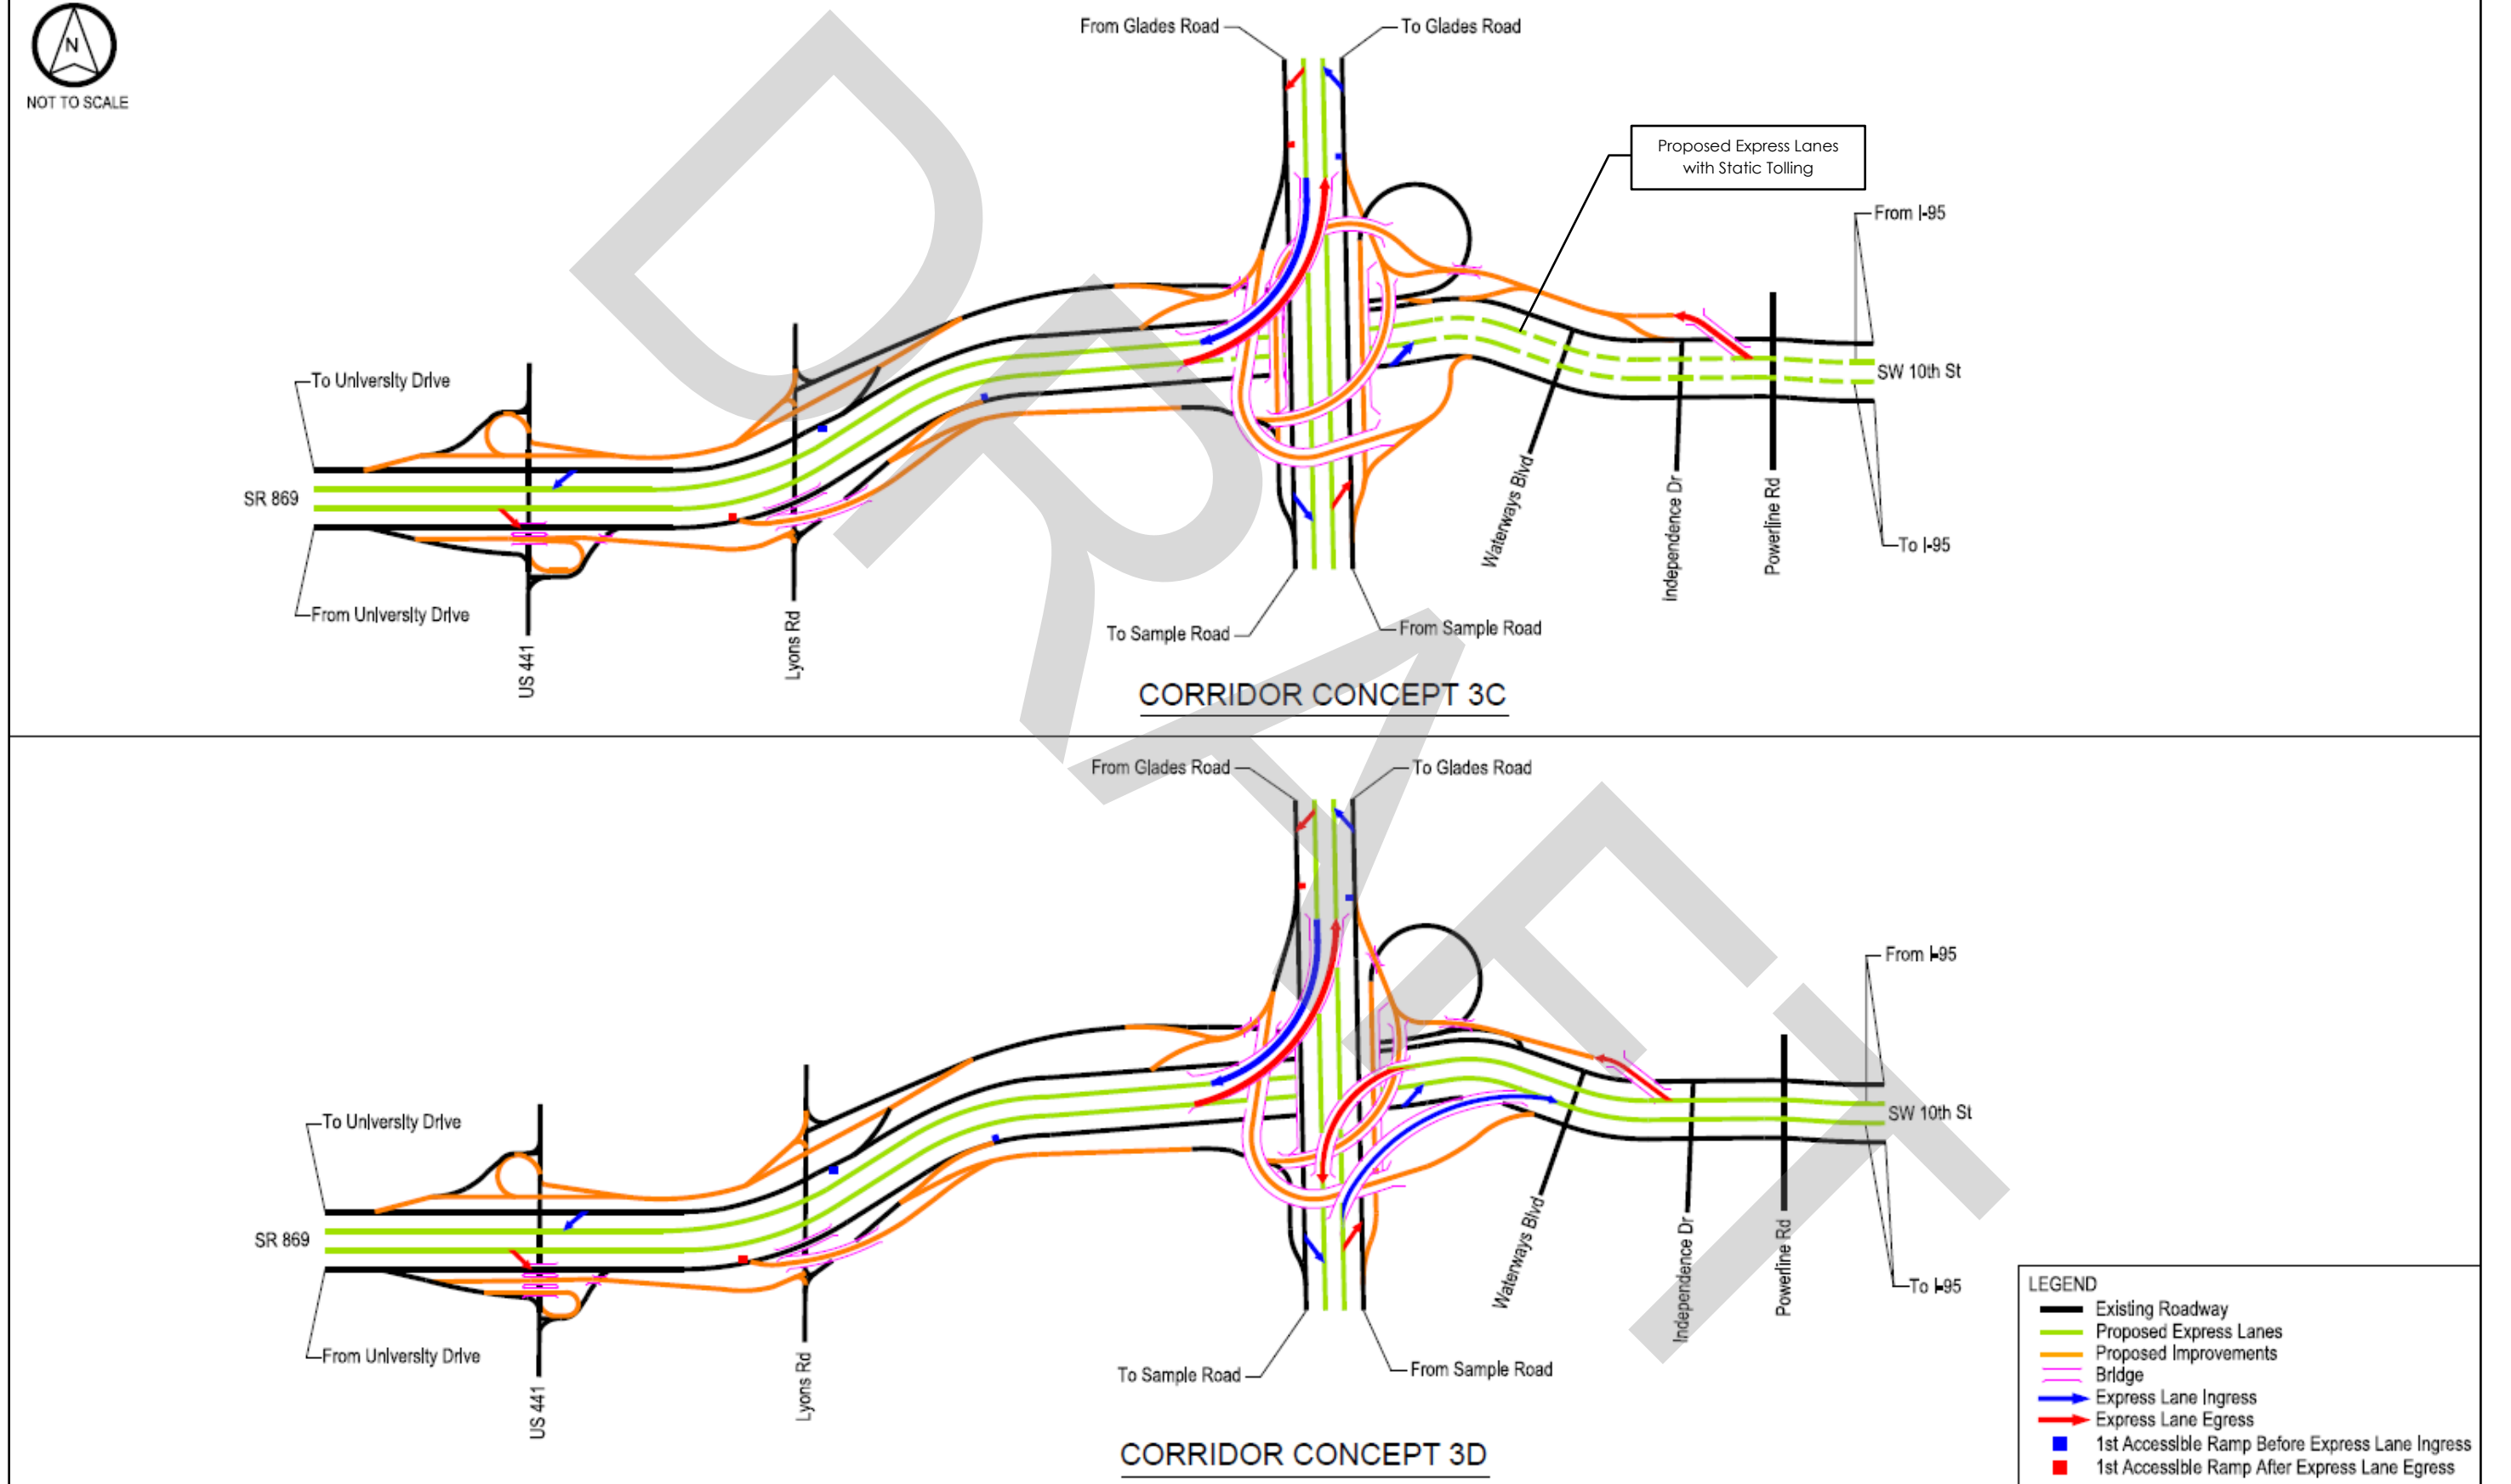 N
NOT TO SCALE
From Glades Road
To Glades Road
Proposed Express Lanes
with Static Tolling
From I-95
SW 10th St
To University Drive
SR 869
To I-95
From University Drive
US 441
Lyons Rd
Waterways Blvd
Independence Dr
Powerline Rd
To Sample Road
From Sample Road
CORRIDOR CONCEPT 3C
DRAFT
From Glades Road
To Glades Road
From I-95
SW 10th St
To University Drive
SR 869
To I-95
From University Drive
US 441
Lyons Rd
Waterways Blvd
Independence Dr
Powerline Rd
To Sample Road
From Sample Road
CORRIDOR CONCEPT 3D
LEGEND
Existing Roadway
Proposed Express Lanes
Proposed Improvements
Bridge
Express Lane Ingress
Express Lane Egress
1st Accessible Ramp Before Express Lane Ingress
1st Accessible Ramp After Express Lane Egress